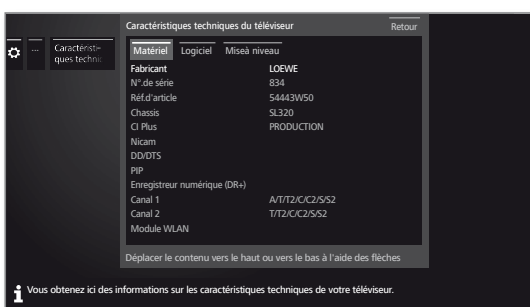 Caractéristiques techniques du téléviseur
Retour
...
Caractéristi-
ques techni
Matériel Logiciel Miseà niveau
Fabricant LOEWE
N°.de série 834
Réf.d'article 54443W50
Chassis SL320
CI Plus PRODUCTION
Nicam
DD/DTS
PIP
Enregistreur numérique (DR+)
Canal 1 A/T/T2/C/C2/S/S2
Canal 2 T/T2/C/C2/S/S2
Module WLAN
Déplacer le contenu vers le haut ou vers le bas à l'aide des flèches
i Vous obtenez ici des informations sur les caractéristiques techniques de votre téléviseur.